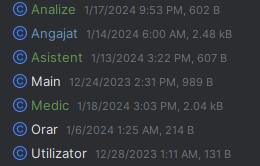 Analize 1/17/2024 9:53 PM, 602 B
Angajat 1/14/2024 6:00 AM, 2.48 kB
Asistent 1/13/2024 3:22 PM, 607 B
Main 12/24/2023 2:31 PM, 989 B
Medic 1/18/2024 3:03 PM, 2.04 kB
Orar 1/6/2024 1:25 AM, 214 B
Utilizator 12/28/2023 1:11 AM, 131 B